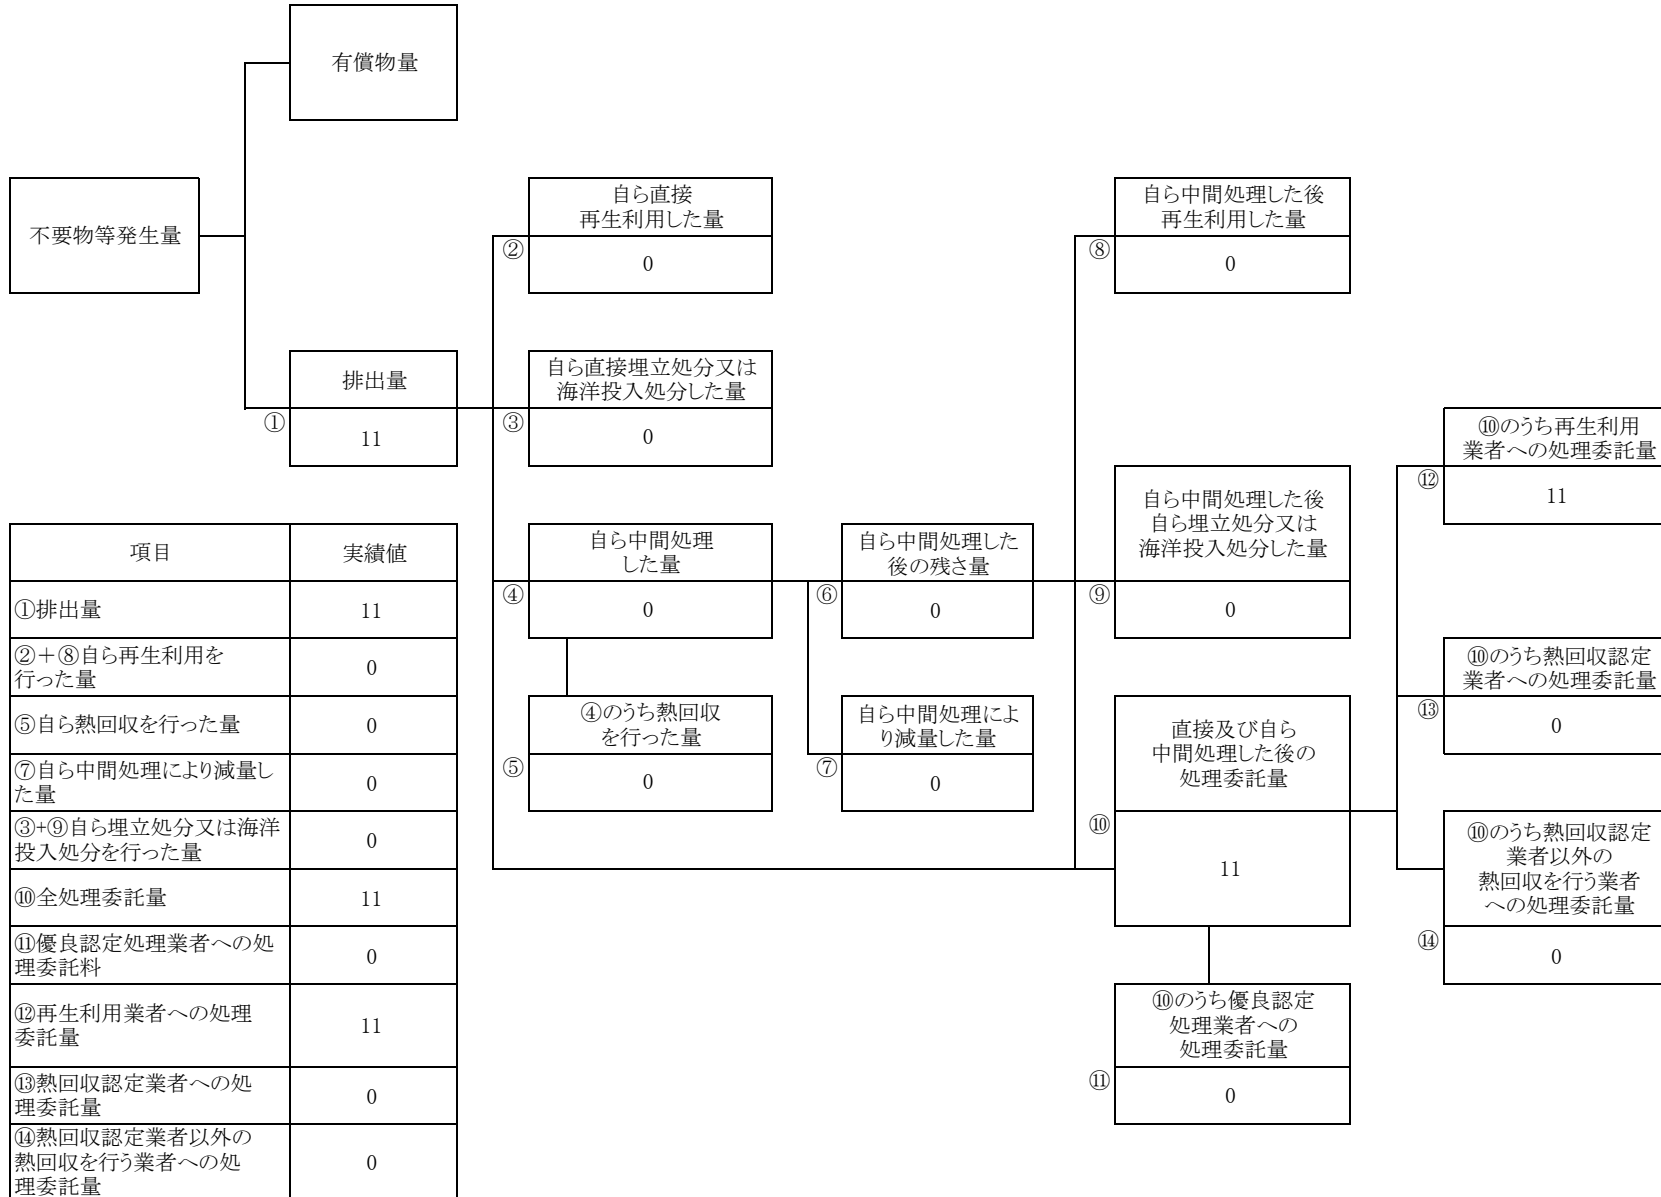 有償物量
不要物等発生量
自ら直接
再生利用した量
②
0
自ら中間処理した後
再生利用した量
⑧
0
排出量
①
11
自ら直接埋立処分又は
海洋投入処分した量
③
0
⑩のうち再生利用
業者への処理委託量
⑫
11
自ら中間処理
した量
④
0
自ら中間処理した
後の残さ量
⑥
0
自ら中間処理した後
自ら埋立処分又は
海洋投入処分した量
⑨
0
⑩のうち熱回収認定
業者への処理委託量
⑬
0
④のうち熱回収
を行った量
⑤
0
自ら中間処理によ
り減量した量
⑦
0
直接及び自ら
中間処理した後の
処理委託量
⑩
11
⑩のうち熱回収認定
業者以外の
熱回収を行う業者
への処理委託量
⑭
0
⑩のうち優良認定
処理業者への
処理委託量
⑪
0
項目 実績値
①排出量 11
②＋⑧自ら再生利用を
行った量 0
⑤自ら熱回収を行った量 0
⑦自ら中間処理により減量し
た量 0
③+⑨自ら埋立処分又は海洋
投入処分を行った量 0
⑩全処理委託量 11
⑪優良認定処理業者への処
理委託料 0
⑫再生利用業者への処理
委託量 11
⑬熱回収認定業者への処
理委託量 0
⑭熱回収認定業者以外の
熱回収を行う業者への処
理委託量 0